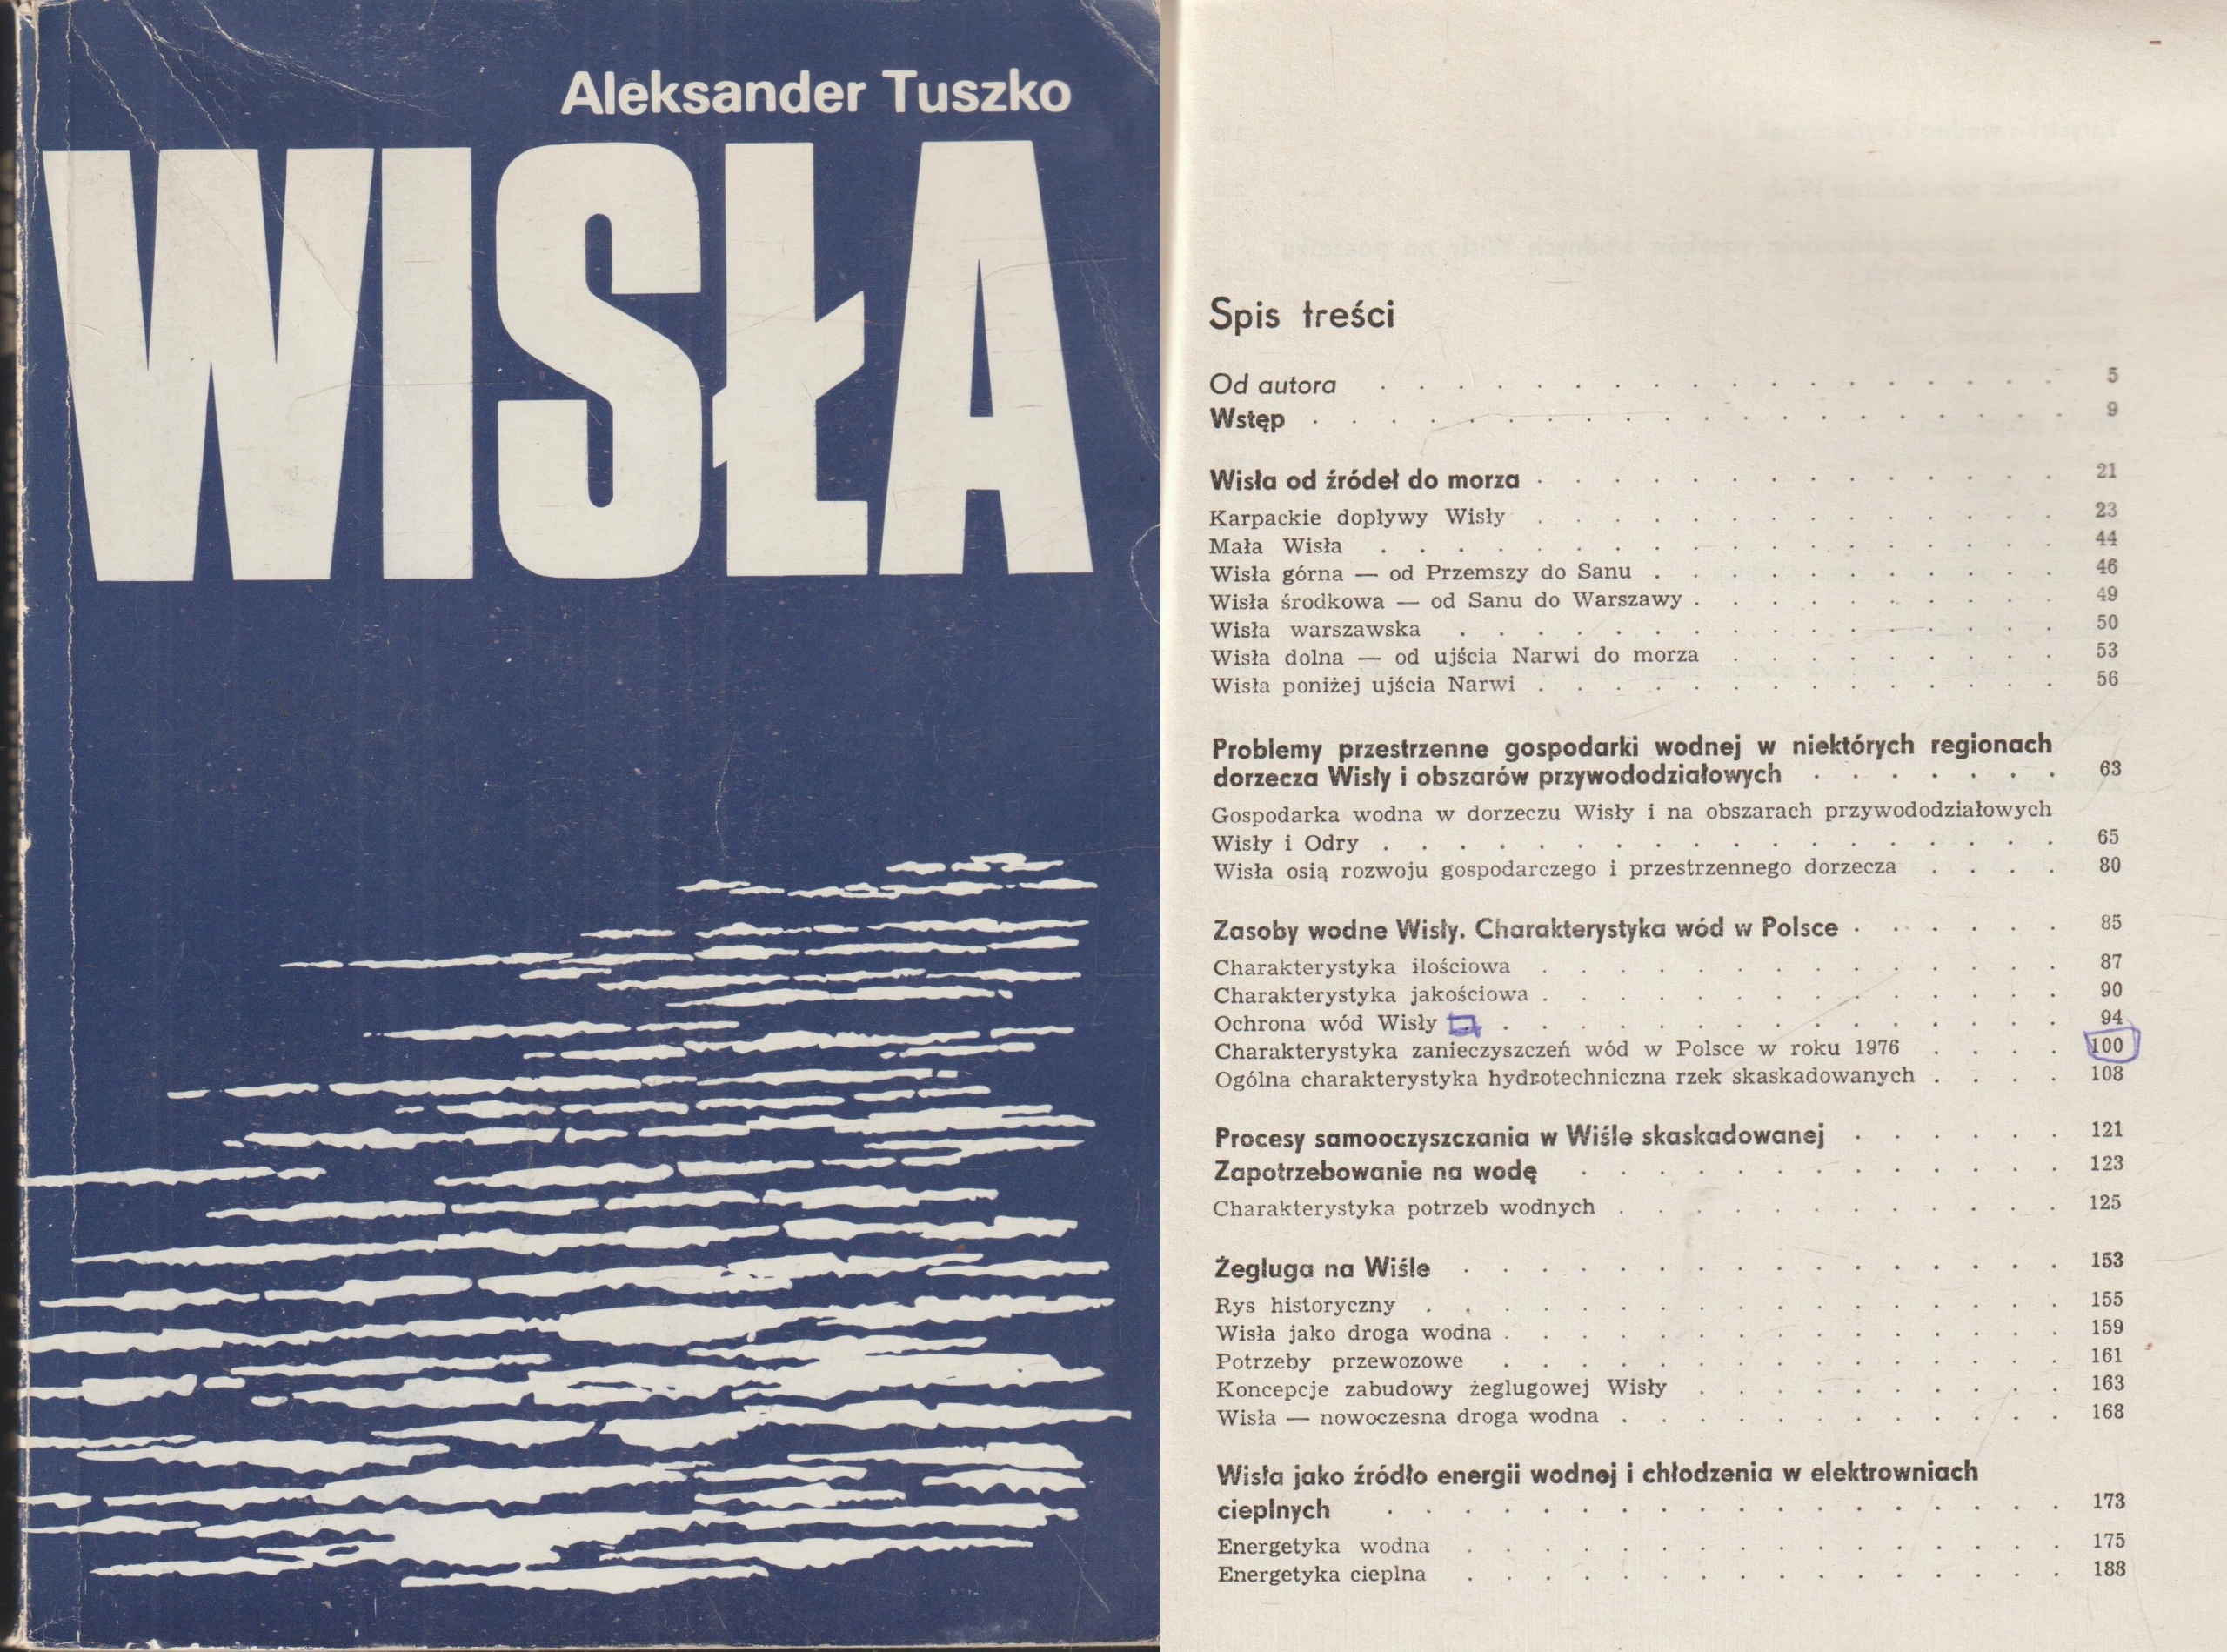 Aleksander Tuszko
WISŁA
Spis treści
Od autora . . . . . . . . . . . . . . . . . . 5
Wstęp . . . . . . . . . . . . . . . . . . . . 9
Wisła od źródeł do morza . . . . . . . . . . . . . . 21
Karpackie dopływy Wisły . . . . . . . . . . . . . . 23
Mała Wisła . . . . . . . . . . . . . . . . . . 44
Wisła górna — od Przemszy do Sanu . . . . . . . . . . . 46
Wisła środkowa — od Sanu do Warszawy . . . . . . . . . . 49
Wisła warszawska . . . . . . . . . . . . . . . . 50
Wisła dolna — od ujścia Narwi do morza . . . . . . . . . 53
Wisła poniżej ujścia Narwi . . . . . . . . . . . . . . 56
Problemy przestrzenne gospodarki wodnej w niektórych regionach
dorzecza Wisły i obszarów przywododziałowych . . . . . . . 63
Gospodarka wodna w dorzeczu Wisły i na obszarach przywododziałowych
Wisły i Odry . . . . . . . . . . . . . . . . . . 65
Wisła osią rozwoju gospodarczego i przestrzennego dorzecza . . . . 80
Zasoby wodne Wisły. Charakterystyka wód w Polsce . . . . . . 85
Charakterystyka ilościowa . . . . . . . . . . . . . . 87
Charakterystyka jakościowa . . . . . . . . . . . . . . 90
Ochrona wód Wisły . . . . . . . . . . . . . . . . 94
Charakterystyka zanieczyszczeń wód w Polsce w roku 1976 . . . . 100
Ogólna charakterystyka hydrotechniczna rzek skaskadowanych . . . . 108
Procesy samooczyszczania w Wiśle skaskadowanej . . . . . . 121
Zapotrzebowanie na wodę . . . . . . . . . . . . . 123
Charakterystyka potrzeb wodnych . . . . . . . . . . . . 125
Żegluga na Wiśle . . . . . . . . . . . . . . . . 153
Rys historyczny . . . . . . . . . . . . . . . . . 155
Wisła jako droga wodna . . . . . . . . . . . . . . . 159
Potrzeby przewozowe . . . . . . . . . . . . . . . 161
Koncepcje zabudowy żeglugowej Wisły . . . . . . . . . . 163
Wisła — nowoczesna droga wodna . . . . . . . . . . . . 168
Wisła jako źródło energii wodnej i chłodzenia w elektrowniach
cieplnych . . . . . . . . . . . . . . . . . . 173
Energetyka wodna . . . . . . . . . . . . . . . . 175
Energetyka cieplna . . . . . . . . . . . . . . . . 188